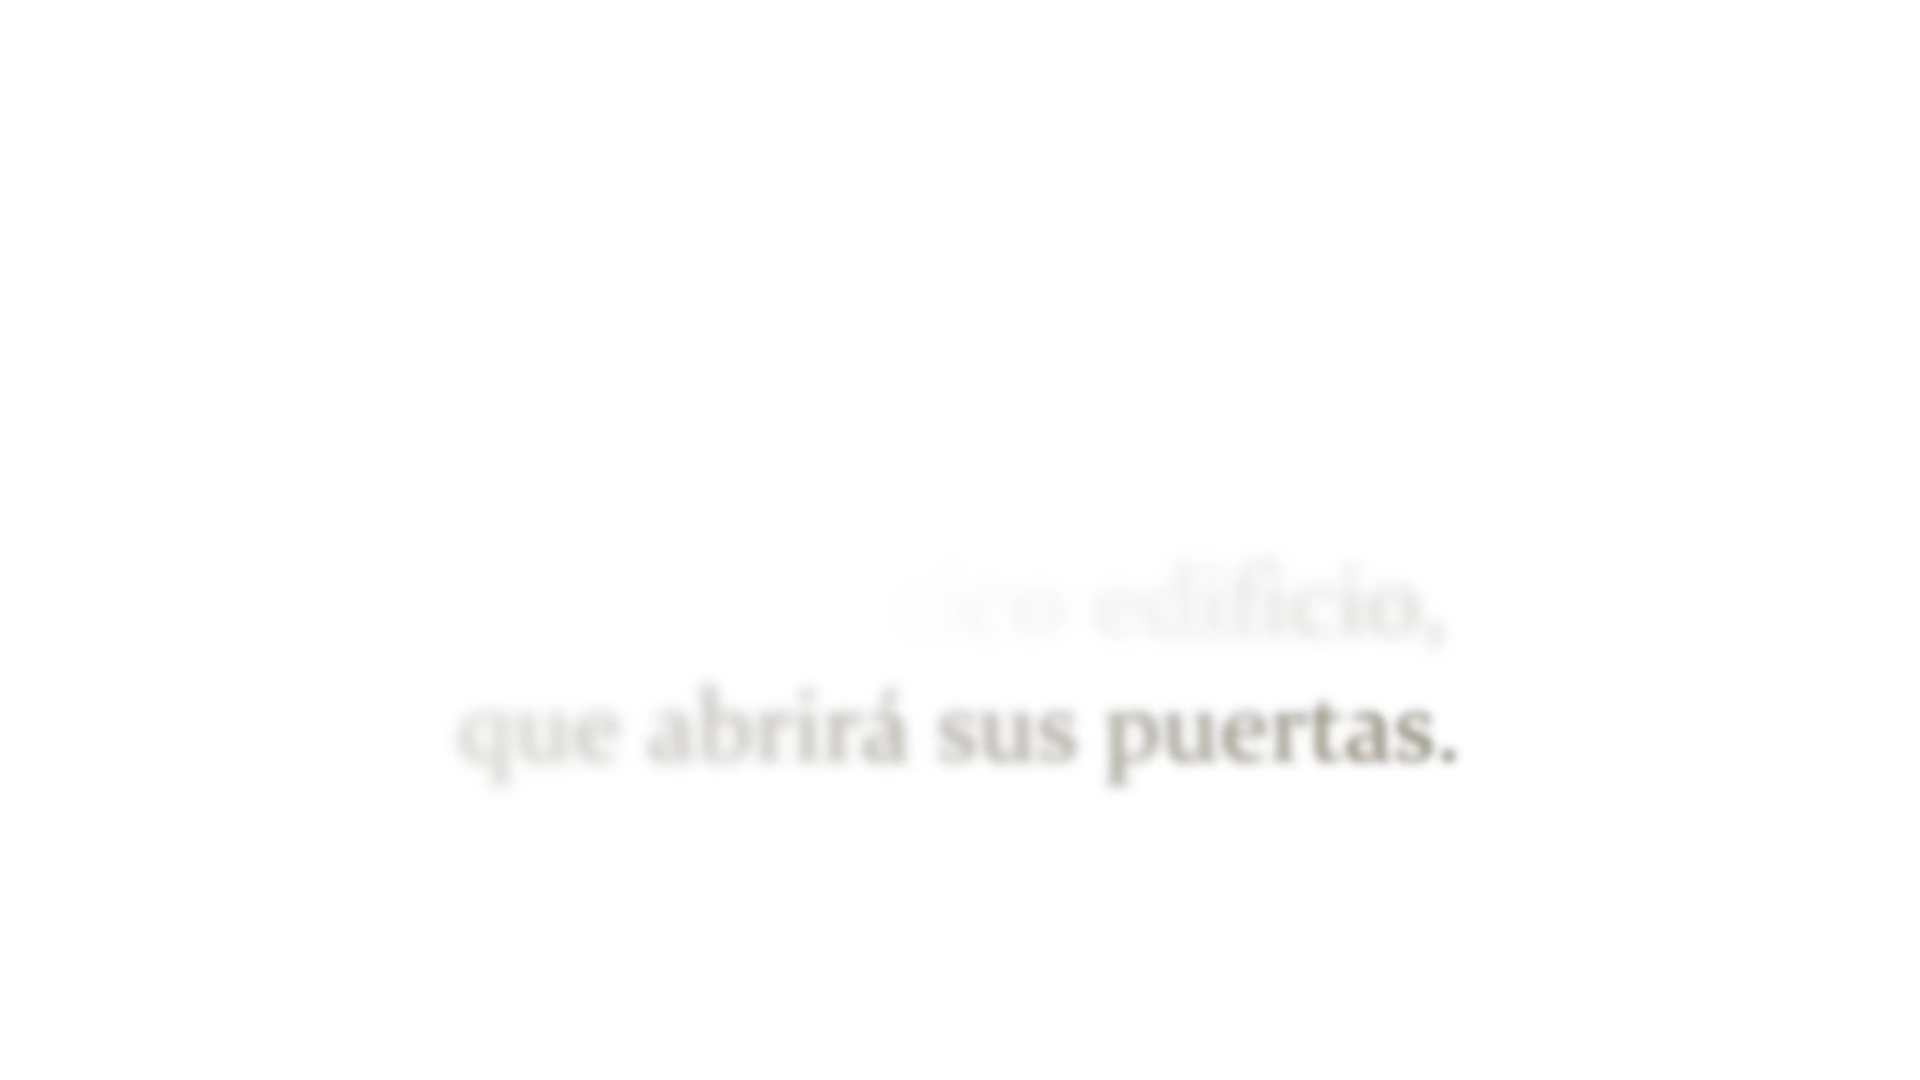 edificio,
que abrirá sus puertas.